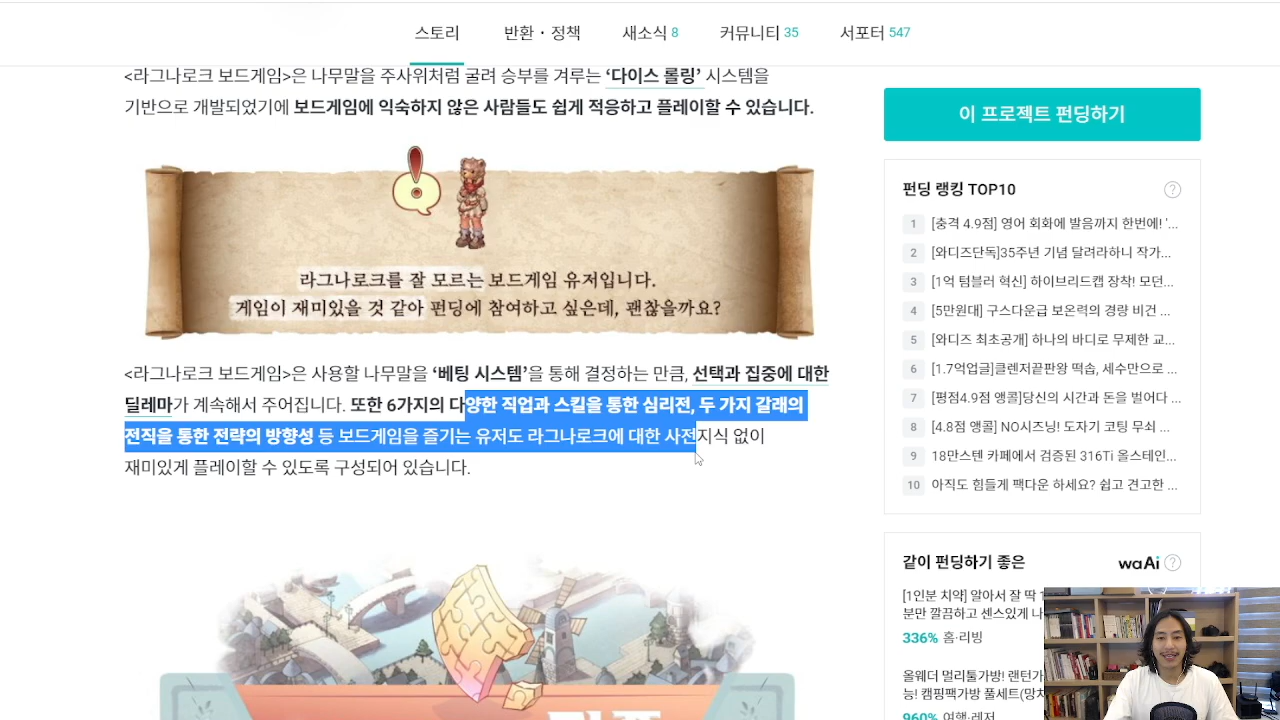 스토리
반환 · 정책
새소식 8
커뮤니티 35
서포터 547
<라그나로크 보드게임>은 나무말을 주사위처럼 굴려 승부를 겨루는 ‘다이스 롤링’ 시스템을
기반으로 개발되었기에 보드게임에 익숙하지 않은 사람들도 쉽게 적응하고 플레이할 수 있습니다.
라그나로크를 잘 모르는 보드게임 유저입니다.
게임이 재미있을 것 같아 펀딩에 참여하고 싶은데, 괜찮을까요?
<라그나로크 보드게임>은 사용할 나무말을 ‘베팅 시스템’을 통해 결정하는 만큼, 선택과 집중에 대한
딜레마가 계속해서 주어집니다. 또한 6가지의 다양한 직업과 스킬을 통한 심리전, 두 가지 갈래의
전직을 통한 전략의 방향성 등 보드게임을 즐기는 유저도 라그나로크에 대한 사전지식 없이
재미있게 플레이할 수 있도록 구성되어 있습니다.
이 프로젝트 펀딩하기
펀딩 랭킹 TOP10 ?
1 [충격 4.9점] 영어 회화에 발음까지 한번에! ‘...
2 [와디즈단독]35주년 기념 달려라하니 작가...
3 [1억 텀블러 혁신] 하이브리드캡 장착! 모던...
4 [5만원대] 구스다운급 보온력의 경량 비건 ...
5 [와디즈 최초공개] 하나의 바디로 무제한 교...
6 [1.7억업글]클렌저끝판왕 떡솝, 세수만으로 ...
7 [평점4.9점 앵콜]당신의 시간과 돈을 벌어다 ...
8 [4.8점 앵콜] NO시즈닝! 도자기 코팅 무쇠 ...
9 18만스텐 카페에서 검증된 316Ti 올스테인...
10 아직도 힘들게 팩다운 하세요? 쉽고 견고한 ...
같이 펀딩하기 좋은 waAi ?
[1인분 치약] 알아서 잘 딱
분만 깔끔하고 센스있게 나
336% 홈·리빙
올웨더 멀리툴가방! 랜턴가
능! 캠핑팩가방 풀세트(망치
960% 여행·레저